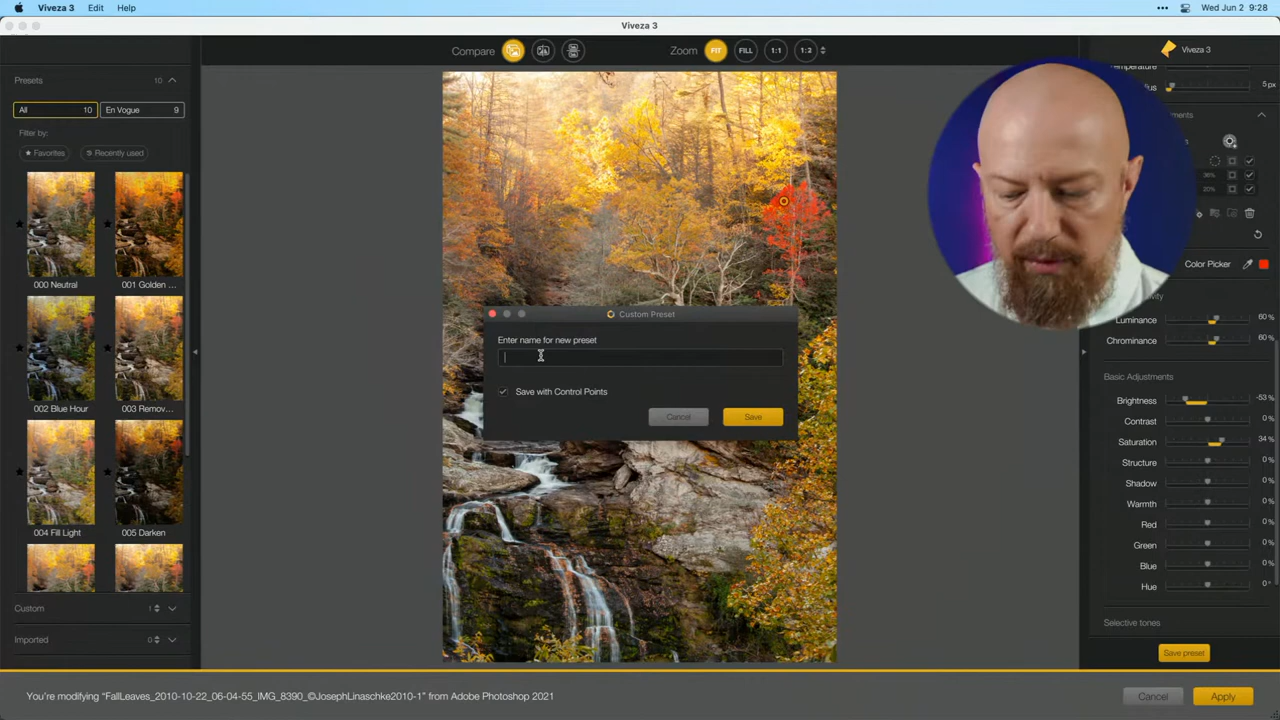 Viveza 3 Edit Help
••• Wed Jun 2 9:28
Viveza 3
Compare
Zoom FIT FILL 1:1 1:3
Viveza 3
Presets 10
All 10 En Vogue 9
Filter by:
★ Favorites Recently used
000 Neutral 001 Golden ...
002 Blue Hour 003 Remov...
004 Fill Light 005 Darken
Custom 1
Imported 0
Custom Preset
Enter name for new preset
Save with Control Points
Cancel Save
5 px
36%
20%
Color Picker
Luminance 60 %
Chrominance 60 %
Basic Adjustments
Brightness -53 %
Contrast 0 %
Saturation 34 %
Structure 0 %
Shadow 0 %
Warmth 0 %
Red 0 %
Green 0 %
Blue 0 %
Hue 0 °
Selective tones
Save preset
You're modifying "FallLeaves_2010-10-22_06-04-55_IMG_8390_©JosephLinaschke2010-1" from Adobe Photoshop 2021
Cancel Apply